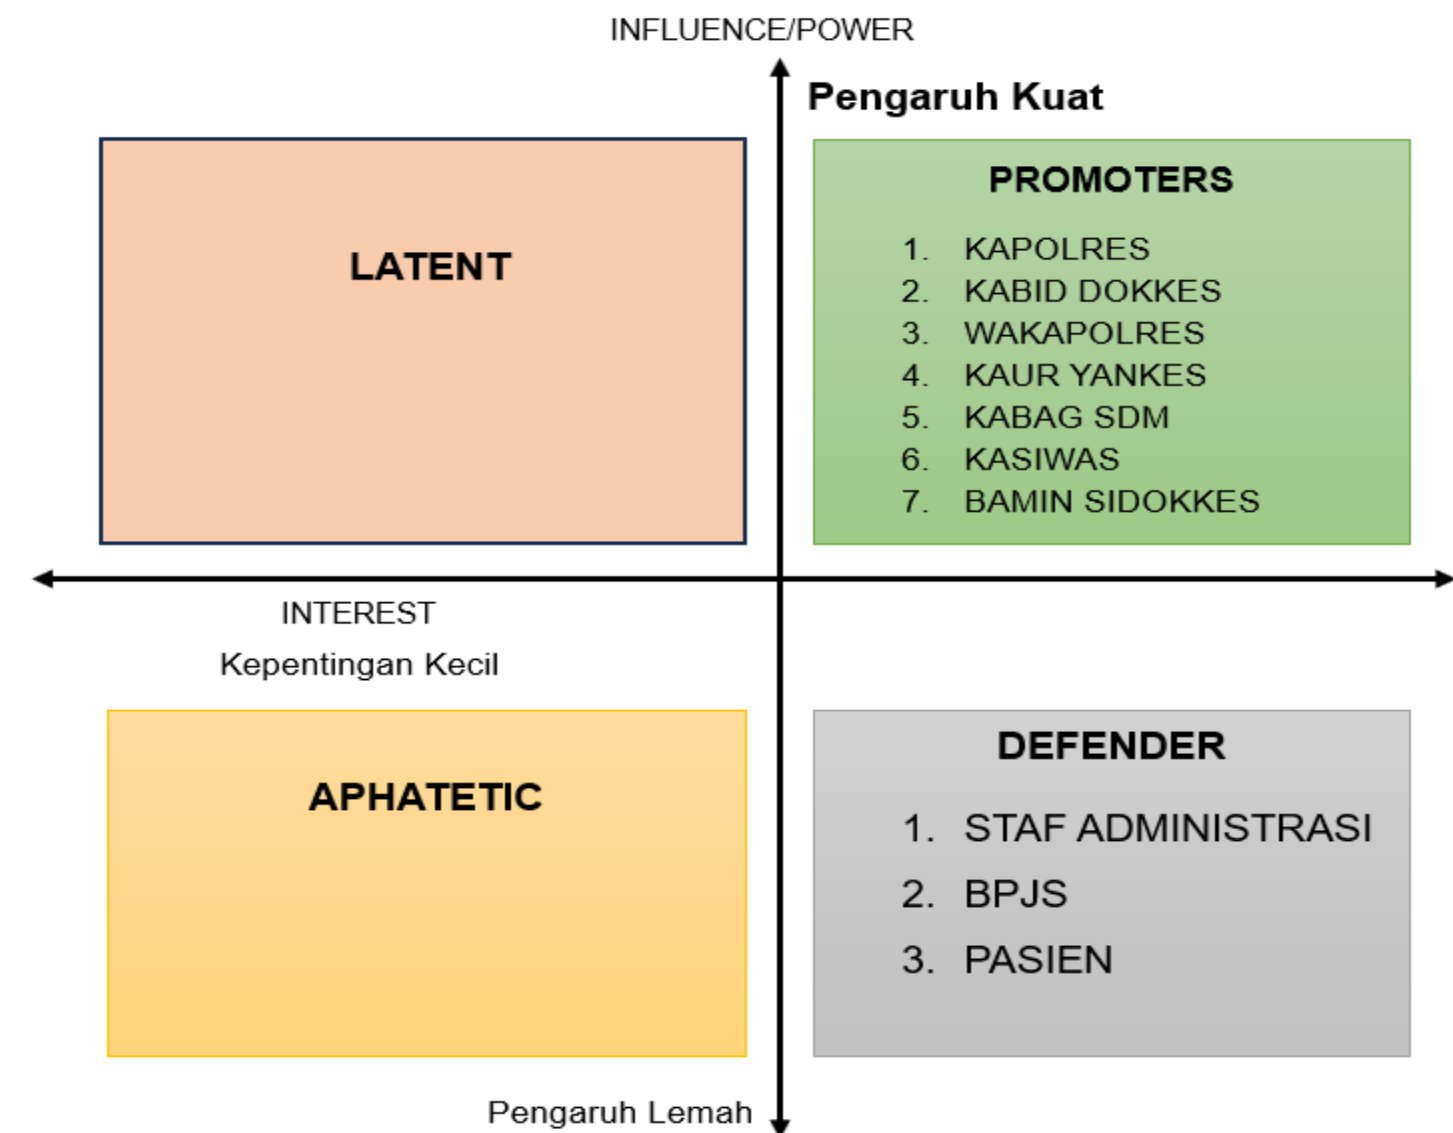 INFLUENCE/POWER
Pengaruh Kuat
LATENT
PROMOTERS
1. KAPOLRES
2. KABID DOKKES
3. WAKAPOLRES
4. KAUR YANKES
5. KABAG SDM
6. KASIWAS
7. BAMIN SIDOKKES
INTEREST
Kepentingan Kecil
APHATETIC
DEFENDER
1. STAF ADMINISTRASI
2. BPJS
3. PASIEN
Pengaruh Lemah